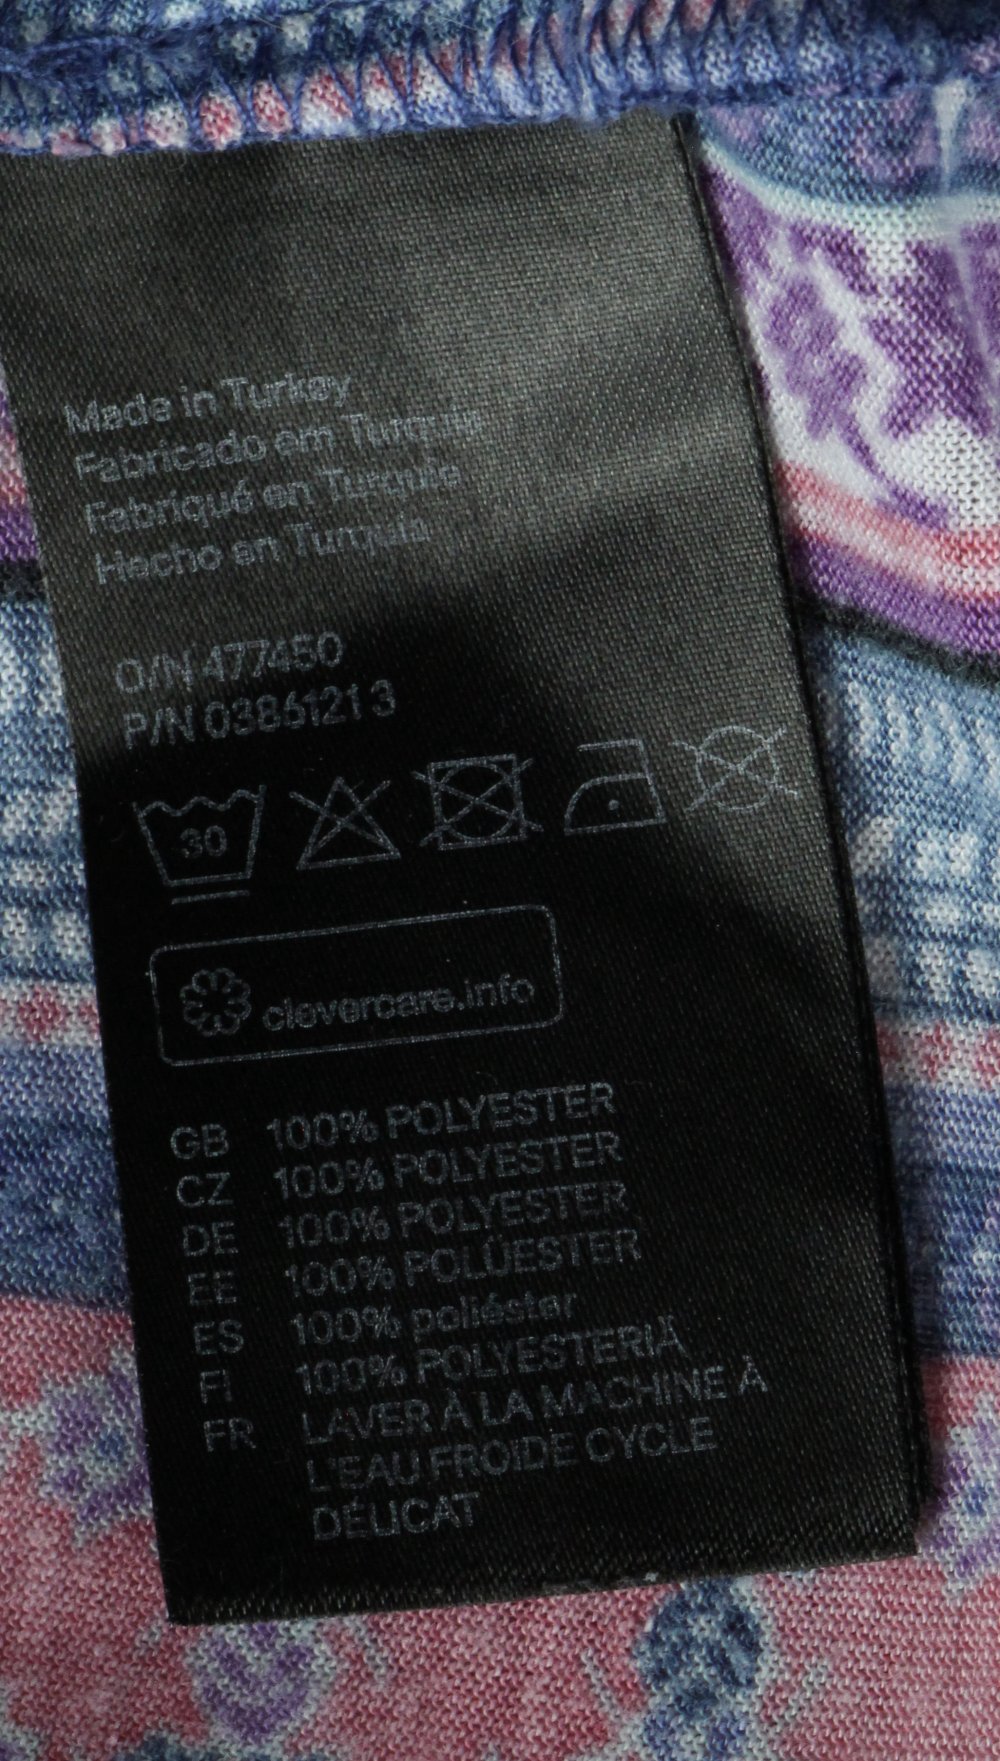 Made in Turkey
Fabricado em Turquia
Fabriqué en Turquie
Hecho en Turquía
O/N 477450
P/N 03861213
30
clevercare.info
GB 100% POLYESTER
CZ 100% POLYESTER
DE 100% POLYESTER
EE 100% POLÜESTER
ES 100% poliéster
FI 100% POLYESTERIÄ
FR LAVER À LA MACHINE À
L'EAU FROIDE CYCLE
DÉLICAT